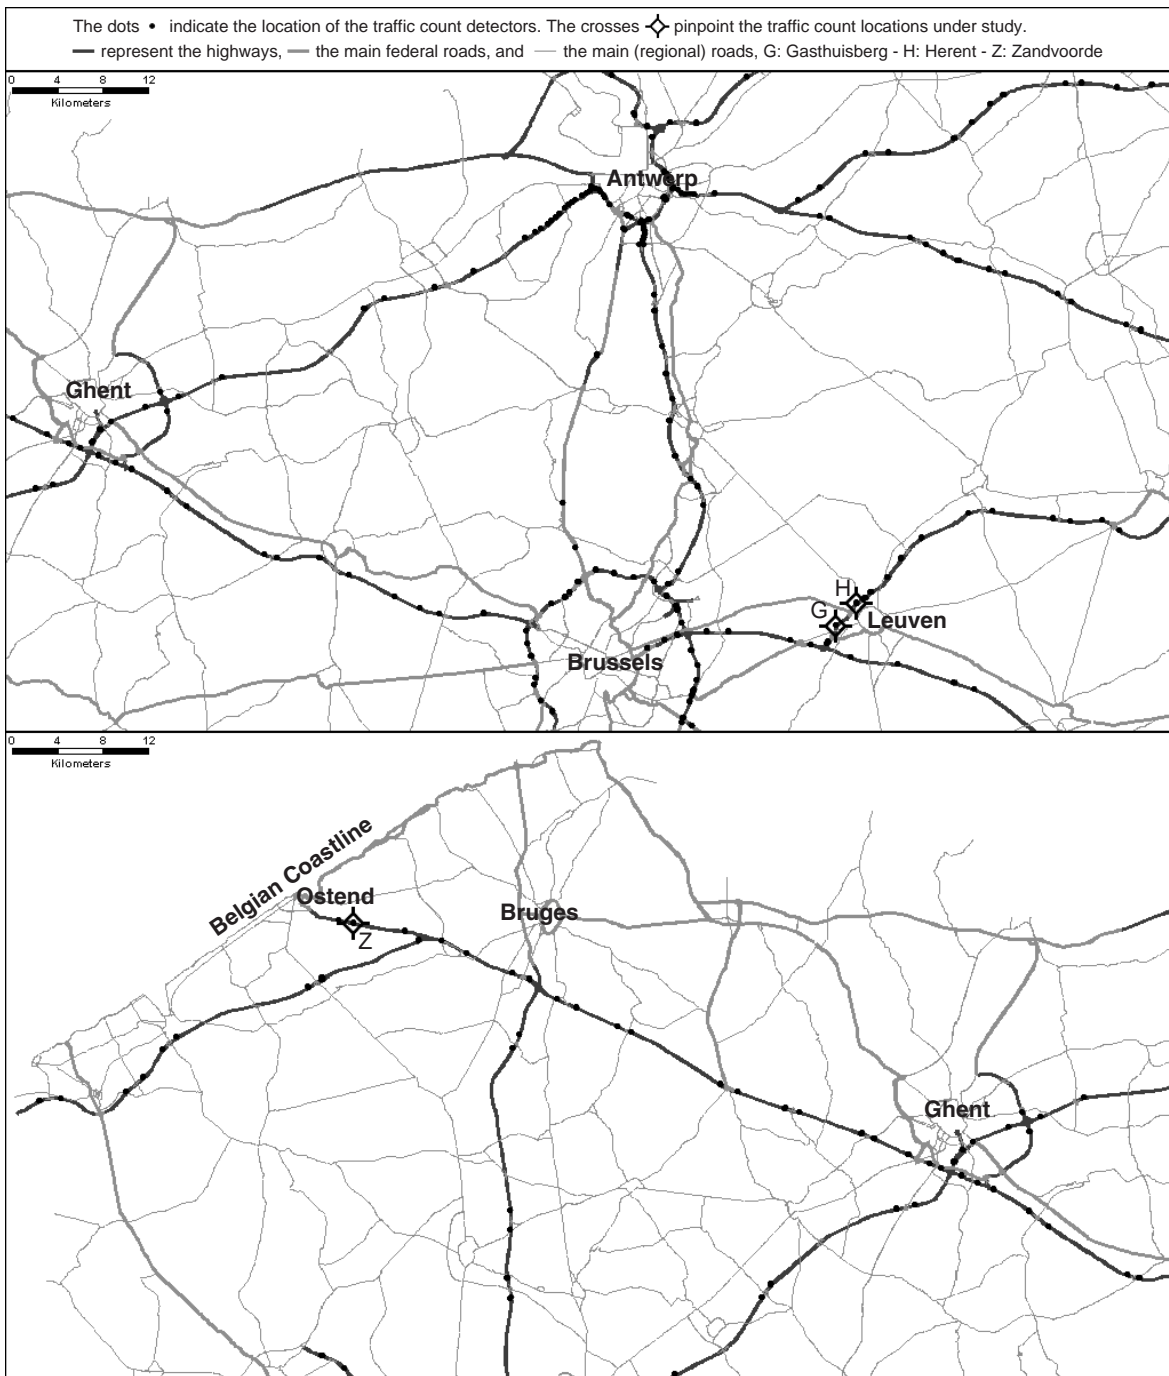 The dots • indicate the location of the traffic count detectors. The crosses pinpoint the traffic count locations under study.
represent the highways, the main federal roads, and the main (regional) roads, G: Gasthuisberg - H: Herent - Z: Zandvoorde
0 4 8 12
Kilometers
Antwerp
Ghent
H
G
Leuven
Brussels
0 4 8 12
Kilometers
Belgian Coastline
Ostend
Bruges
Z
Ghent